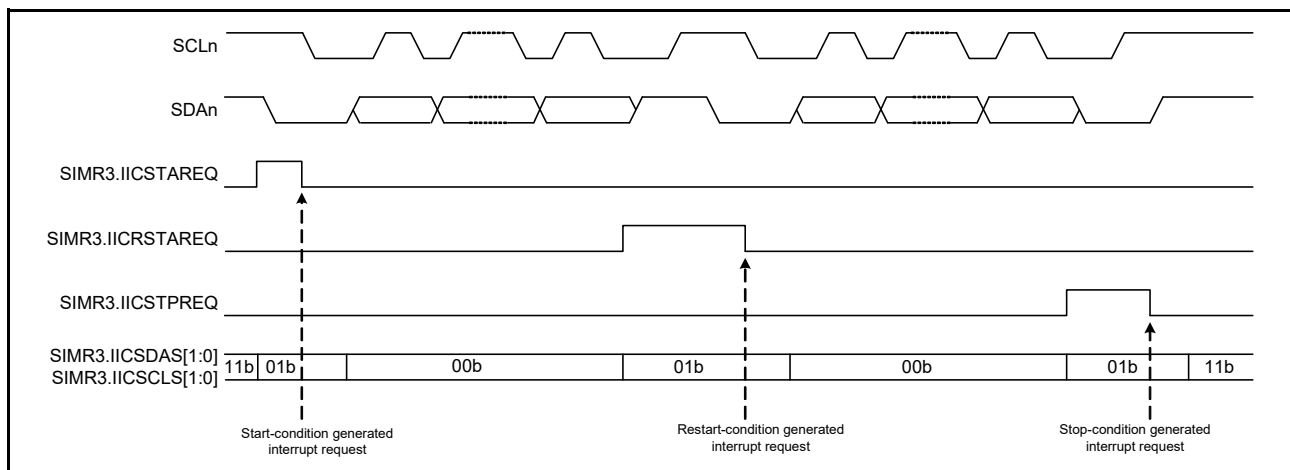 SCLn
SDAn
SIMR3.IICSTAREQ
SIMR3.IICRSTAREQ
SIMR3.IICSTPREQ
SIMR3.IICSDAS[1:0]
SIMR3.IICSCLS[1:0]
11b 01b 00b 01b 00b 01b 11b
Start-condition generated
interrupt request
Restart-condition generated
interrupt request
Stop-condition generated
interrupt request